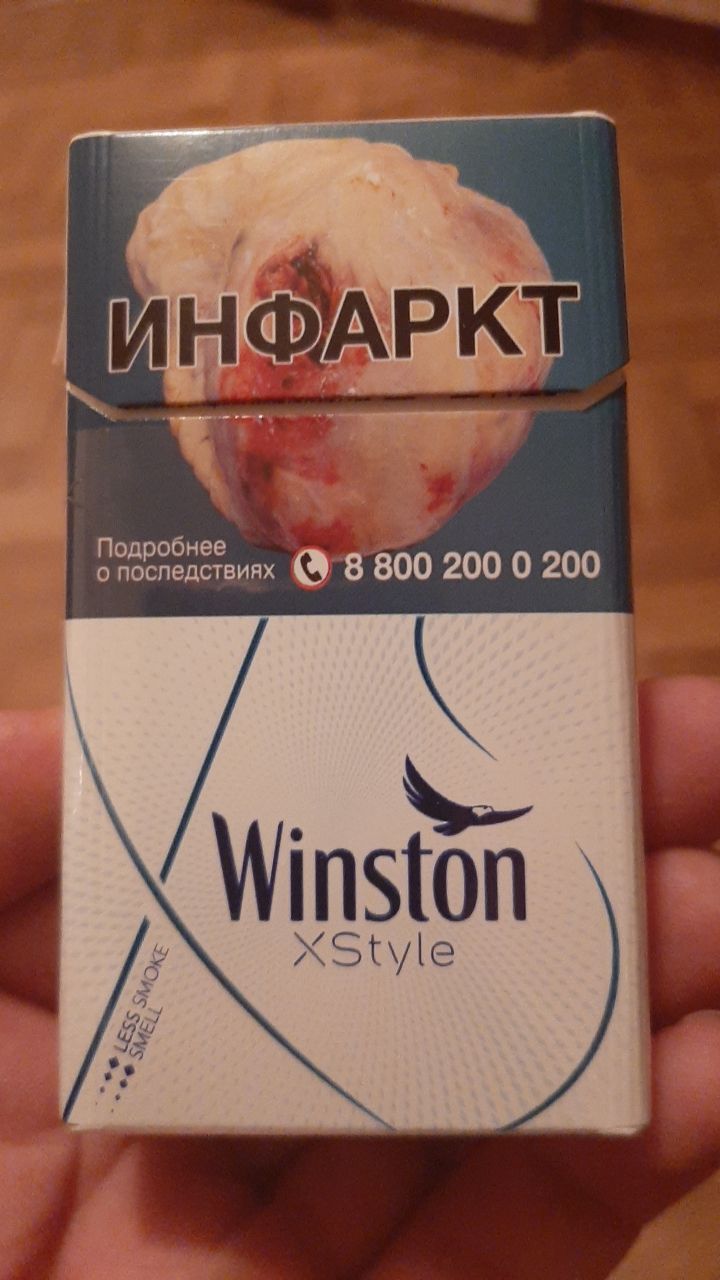 ИНФАРКТ
Подробнее
о последствиях 8 800 200 0 200
Winston
XStyle
LESS SMOKE
SMELL